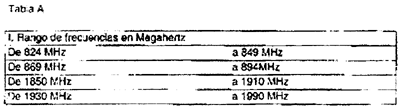 Tabla A
I. Rango de frecuencias en Megahertz
De 824 MHz a 849 MHz
De 869 MHz a 894MHz
De 1850 MHz a 1910 MHz
De 1930 MHz a 1990 MHz